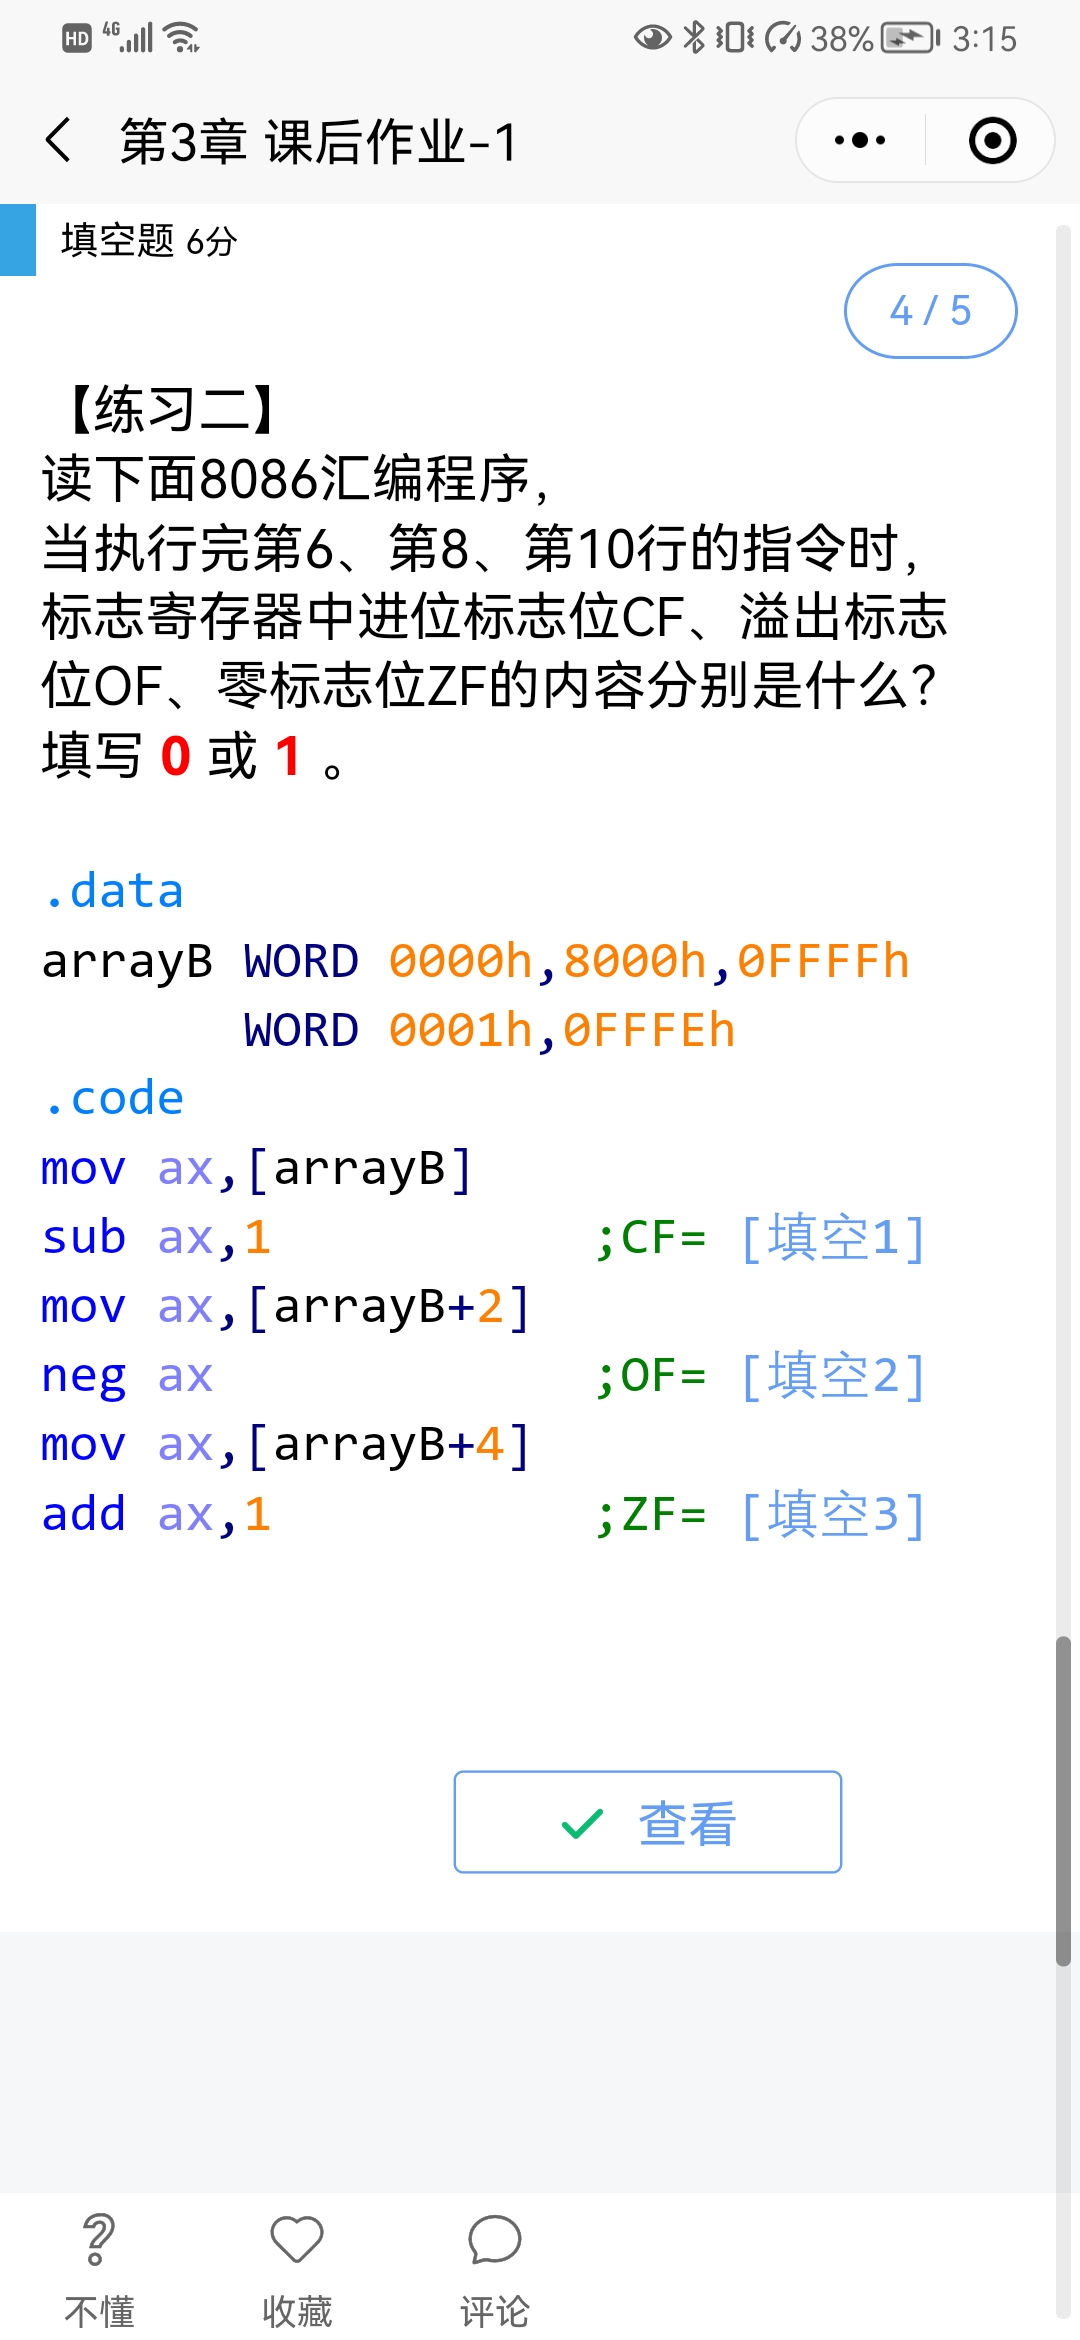 HD 4G 38% 3:15
第3章 课后作业-1
填空题 6分
4 / 5
【练习二】
读下面8086汇编程序,
当执行完第6、第8、第10行的指令时,
标志寄存器中进位标志位CF、溢出标志
位OF、零标志位ZF的内容分别是什么?
填写 0 或 1 。
.data
arrayB WORD 0000h,8000h,0FFFFh
WORD 0001h,0FFFEh
.code
mov ax,[arrayB]
sub ax,1 ;CF= [填空1]
mov ax,[arrayB+2]
neg ax ;OF= [填空2]
mov ax,[arrayB+4]
add ax,1 ;ZF= [填空3]
查看
不懂 收藏 评论